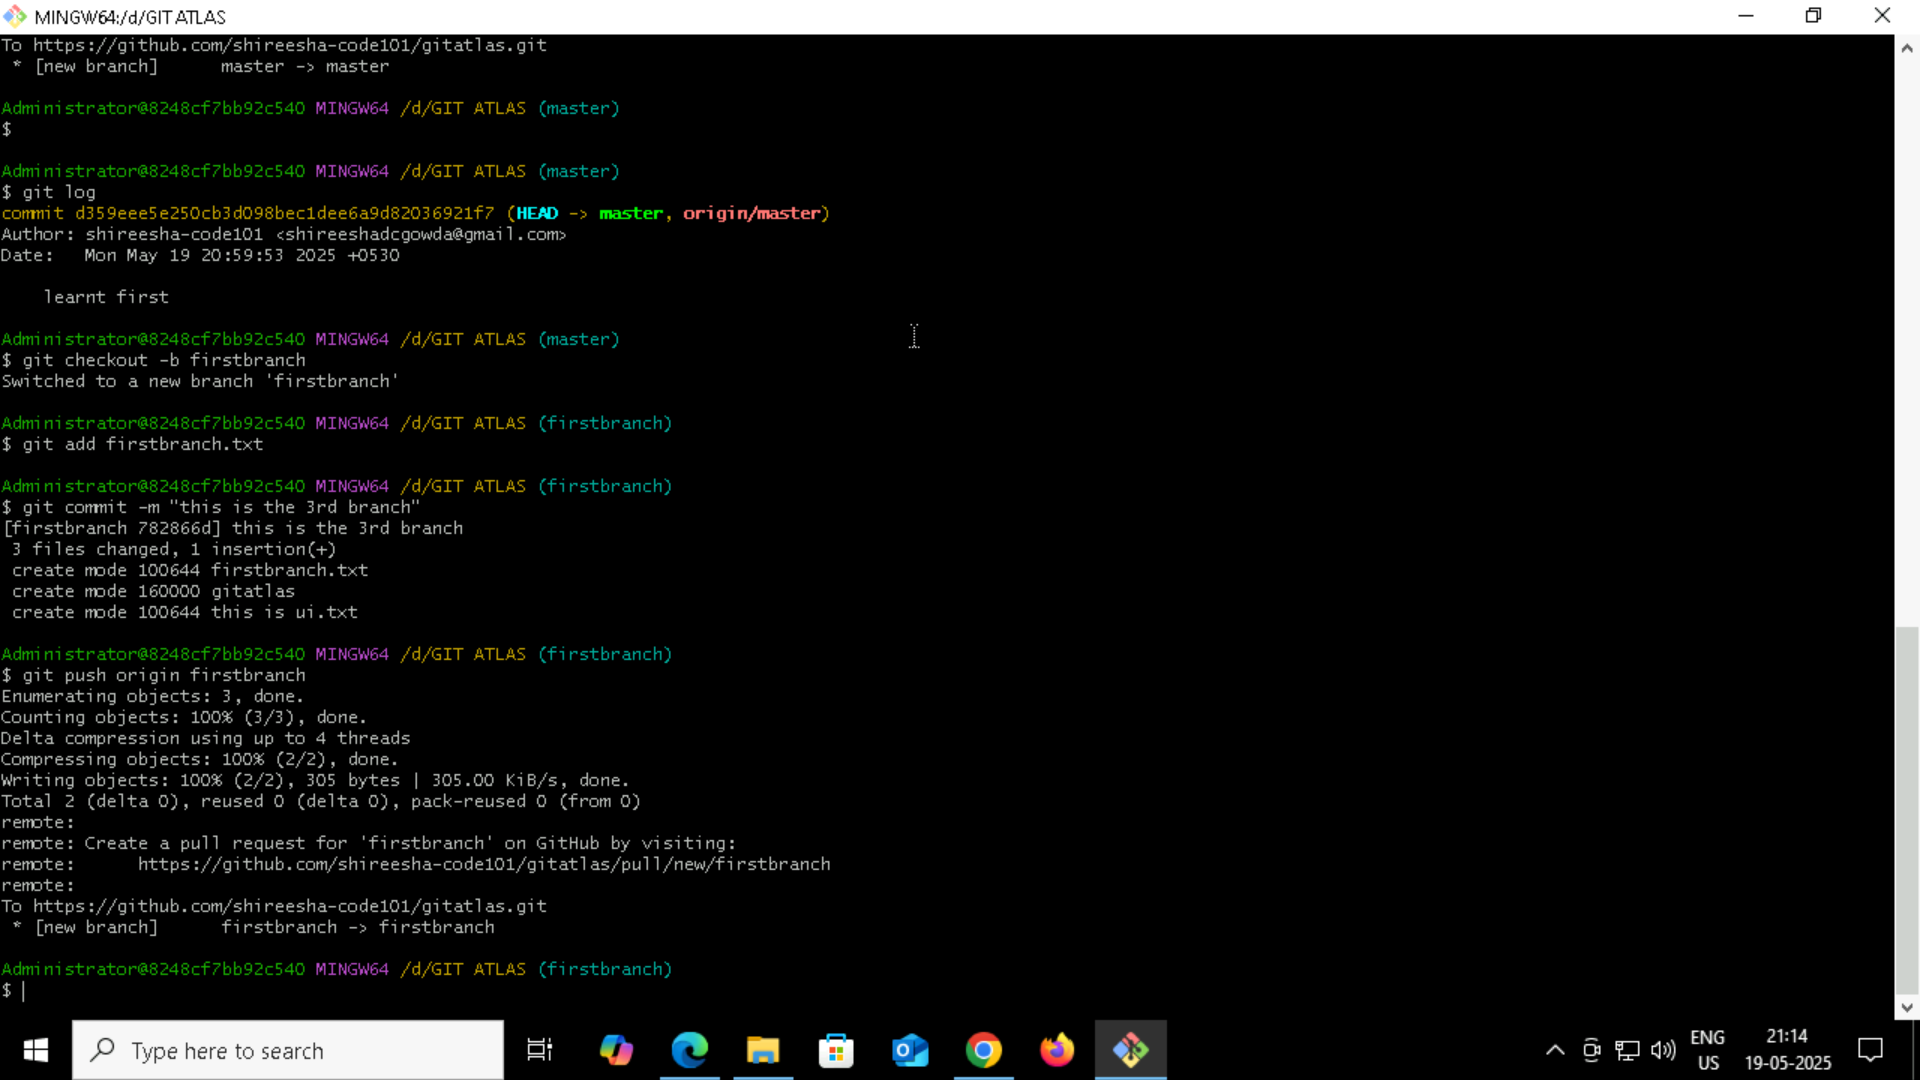 MINGW64:/d/GIT ATLAS
To https://github.com/shireesha-code101/gitatlas.git
 * [new branch]      master -> master
Administrator@8248cf7bb92c540 MINGW64 /d/GIT ATLAS (master)
$
Administrator@8248cf7bb92c540 MINGW64 /d/GIT ATLAS (master)
$ git log
commit d359eee5e250cb3d098bec1dee6a9d82036921f7 (HEAD -> master, origin/master)
Author: shireesha-code101 <shireeshadcgowda@gmail.com>
Date:   Mon May 19 20:59:53 2025 +0530
    learnt first
Administrator@8248cf7bb92c540 MINGW64 /d/GIT ATLAS (master)
$ git checkout -b firstbranch
Switched to a new branch 'firstbranch'
Administrator@8248cf7bb92c540 MINGW64 /d/GIT ATLAS (firstbranch)
$ git add firstbranch.txt
Administrator@8248cf7bb92c540 MINGW64 /d/GIT ATLAS (firstbranch)
$ git commit -m "this is the 3rd branch"
[firstbranch 782866d] this is the 3rd branch
 3 files changed, 1 insertion(+)
 create mode 100644 firstbranch.txt
 create mode 160000 gitatlas
 create mode 100644 this is ui.txt
Administrator@8248cf7bb92c540 MINGW64 /d/GIT ATLAS (firstbranch)
$ git push origin firstbranch
Enumerating objects: 3, done.
Counting objects: 100% (3/3), done.
Delta compression using up to 4 threads
Compressing objects: 100% (2/2), done.
Writing objects: 100% (2/2), 305 bytes | 305.00 KiB/s, done.
Total 2 (delta 0), reused 0 (delta 0), pack-reused 0 (from 0)
remote:
remote: Create a pull request for 'firstbranch' on GitHub by visiting:
remote:      https://github.com/shireesha-code101/gitatlas/pull/new/firstbranch
remote:
To https://github.com/shireesha-code101/gitatlas.git
 * [new branch]      firstbranch -> firstbranch
Administrator@8248cf7bb92c540 MINGW64 /d/GIT ATLAS (firstbranch)
$
Type here to search
ENG
US
21:14
19-05-2025